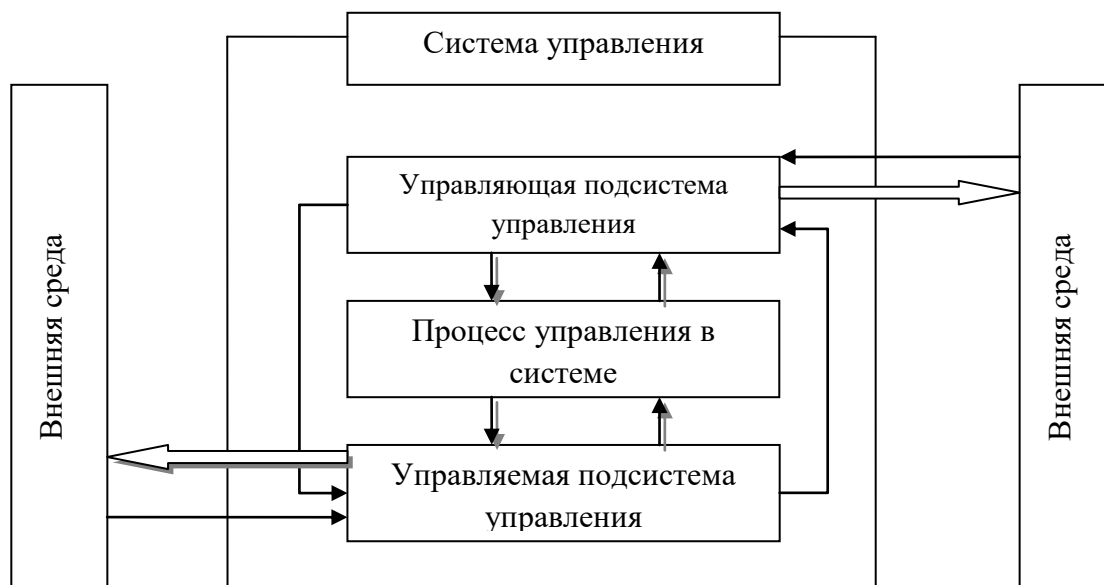 Система управления
Управляющая подсистема
управления
Процесс управления в
системе
Управляемая подсистема
управления
Внешняя среда
Внешняя среда